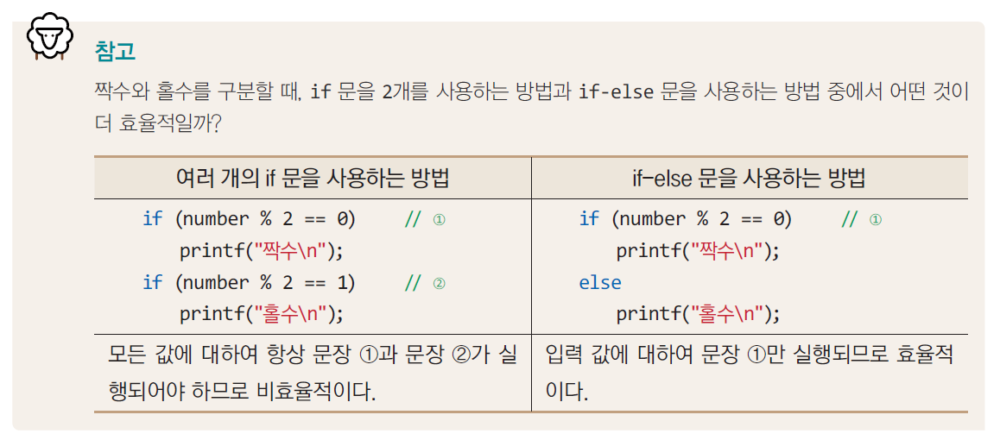 참고
짝수와 홀수를 구분할 때, if 문을 2개를 사용하는 방법과 if-else 문을 사용하는 방법 중에서 어떤 것이
더 효율적일까?
여러 개의 if 문을 사용하는 방법
if (number % 2 == 0) // ①
printf("짝수\n");
if (number % 2 == 1) // ②
printf("홀수\n");
모든 값에 대하여 항상 문장 ①과 문장 ②가 실
행되어야 하므로 비효율적이다.
if-else 문을 사용하는 방법
if (number % 2 == 0) // ①
printf("짝수\n");
else
printf("홀수\n");
입력 값에 대하여 문장 ①만 실행되므로 효율적
이다.